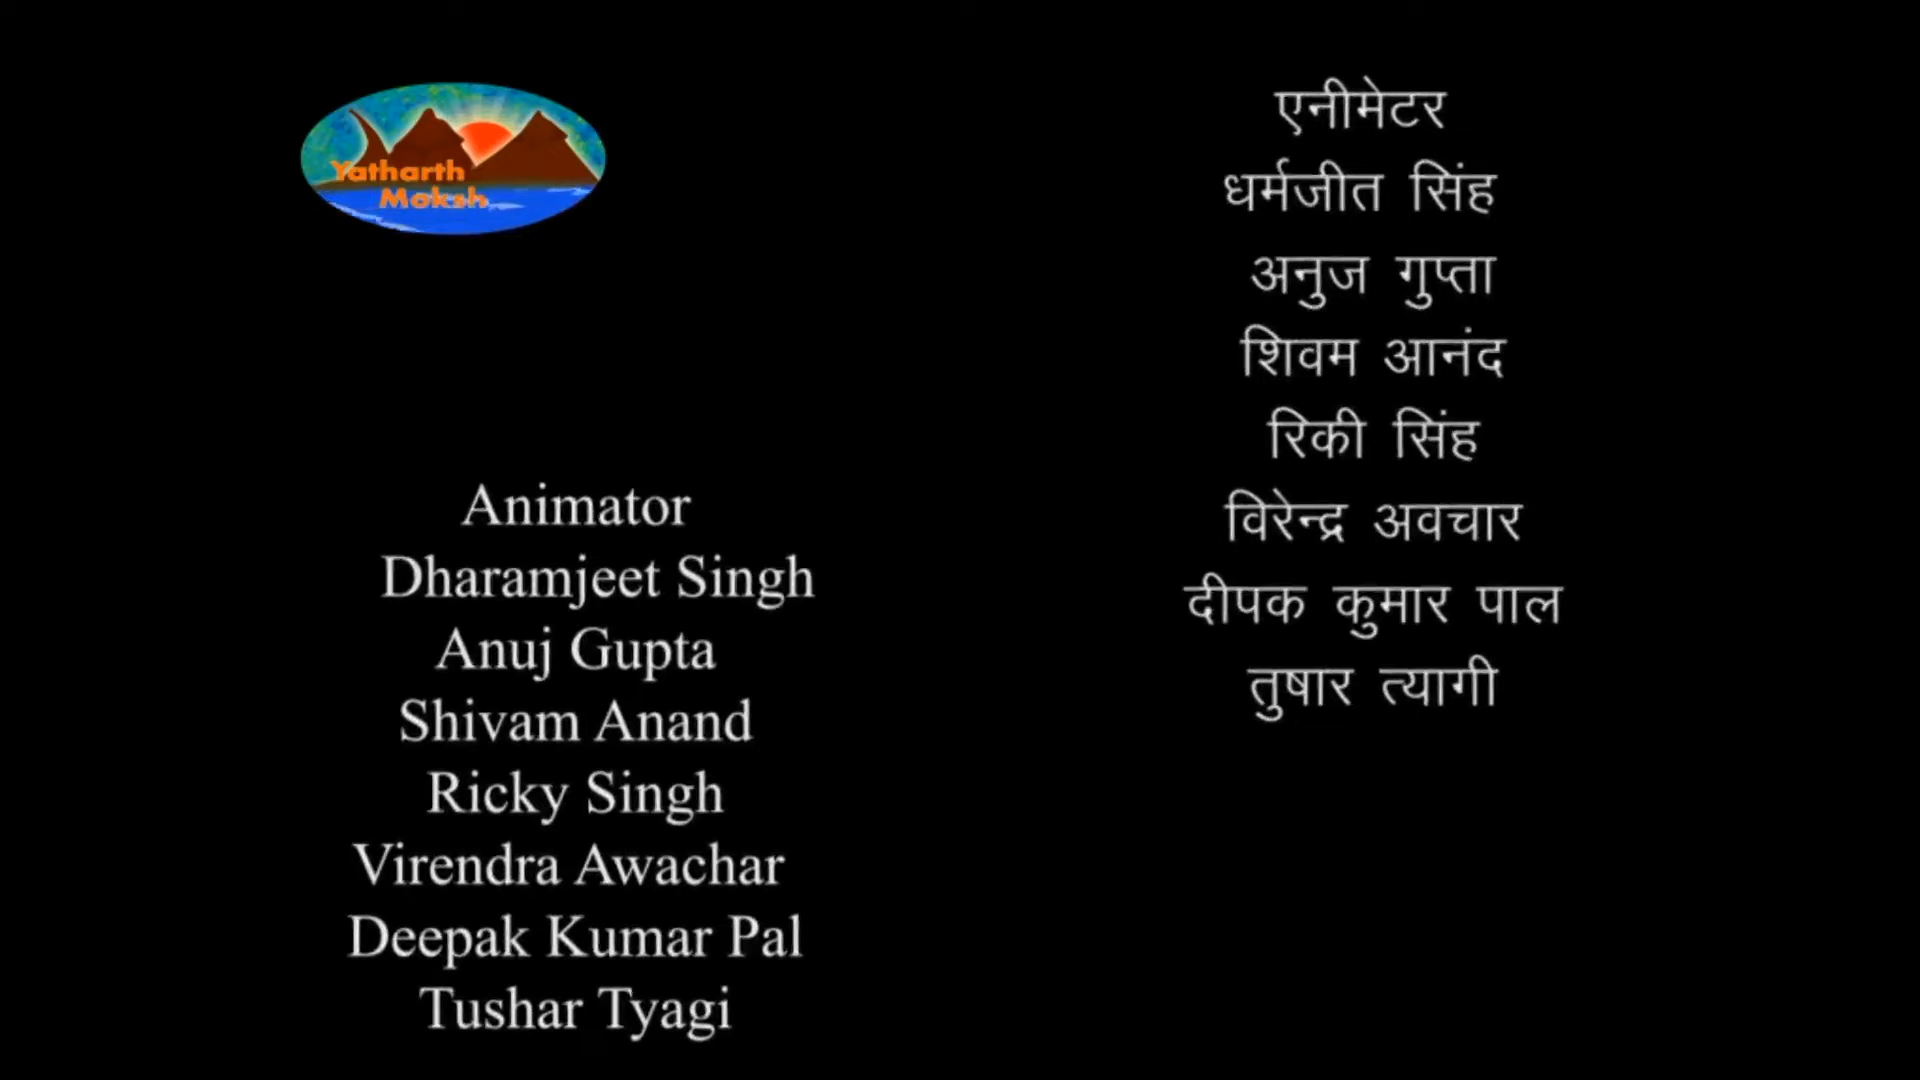 Yatharth
Moksh
Animator
Dharamjeet Singh
Anuj Gupta
Shivam Anand
Ricky Singh
Virendra Awachar
Deepak Kumar Pal
Tushar Tyagi
एनीमेटर
धर्मजीत सिंह
अनुज गुप्ता
शिवम आनंद
रिकी सिंह
विरेन्द्र अवचार
दीपक कुमार पाल
तुषार त्यागी